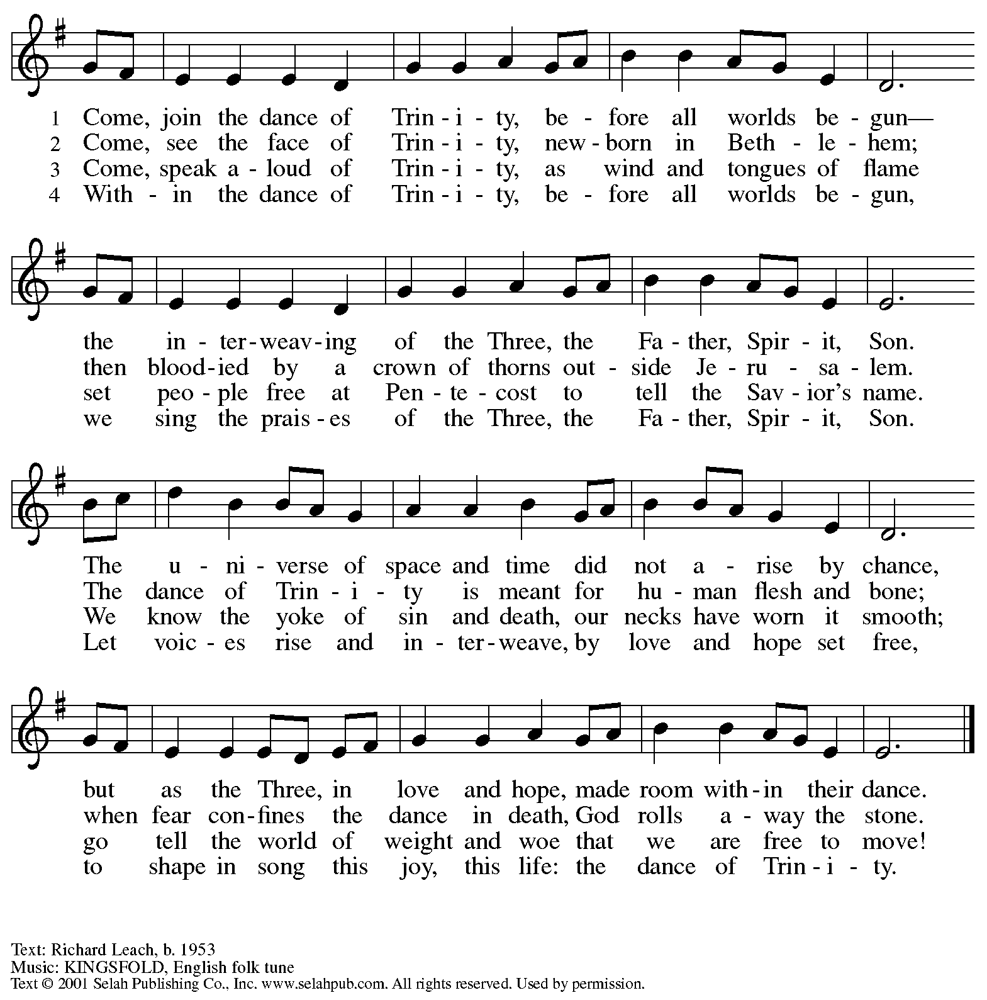 1 Come, join the dance of Trin - i - ty, be - fore all worlds be - gun—
2 Come, see the face of Trin - i - ty, new - born in Beth - le - hem;
3 Come, speak a - loud of Trin - i - ty, as wind and tongues of flame
4 With - in the dance of Trin - i - ty, be - fore all worlds be - gun,
the in - ter - weav - ing of the Three, the Fa - ther, Spir - it, Son.
then blood - ied by a crown of thorns out - side Je - ru - sa - lem.
set peo - ple free at Pen - te - cost to tell the Sav - ior's name.
we sing the prais - es of the Three, the Fa - ther, Spir - it, Son.
The u - ni - verse of space and time did not a - rise by chance,
The dance of Trin - i - ty is meant for hu - man flesh and bone;
We know the yoke of sin and death, our necks have worn it smooth;
Let voic - es rise and in - ter - weave, by love and hope set free,
but as the Three, in love and hope, made room with - in their dance.
when fear con - fines the dance in death, God rolls a - way the stone.
go tell the world of weight and woe that we are free to move!
to shape in song this joy, this life: the dance of Trin - i - ty.
Text: Richard Leach, b. 1953
Music: KINGSFOLD, English folk tune
Text © 2001 Selah Publishing Co., Inc. www.selahpub.com. All rights reserved. Used by permission.